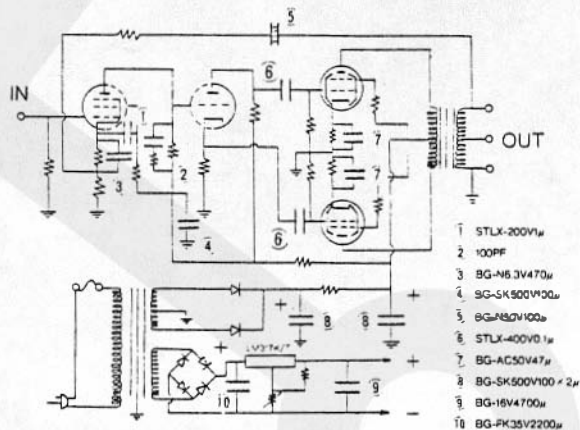 5
6
IN
1
7
OUT
2
7
3
6
4
1 STLX-200V1μ
2 100PF
3 BG-N6.3V470μ
4 BG-SK500V100μ
5 BG-N50V100μ
6 STLX-400V0.1μ
7 BG-AC50V47μ
8 BG-SK500V100×2μ
9 BG-16V4700μ
10 BG-FK35V2200μ
+
8
8
+
+
+
10
9
−